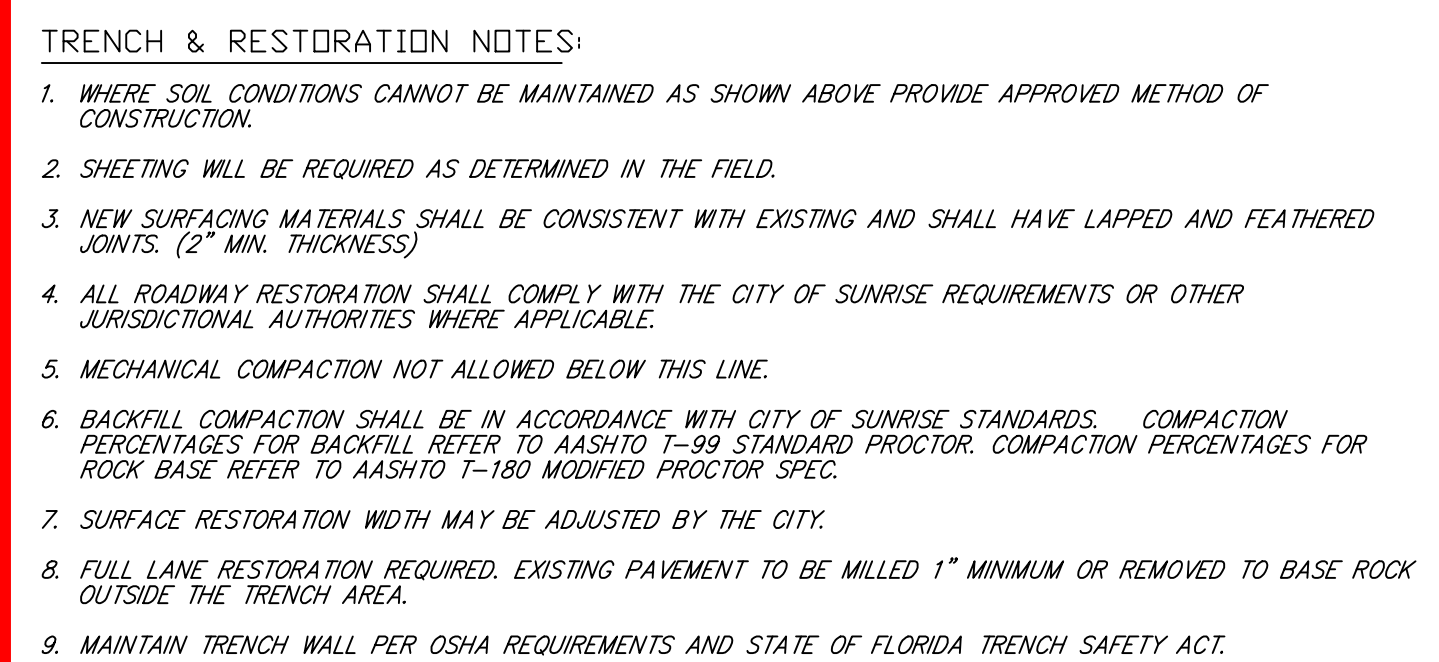 TRENCH & RESTORATION NOTES:
1. WHERE SOIL CONDITIONS CANNOT BE MAINTAINED AS SHOWN ABOVE PROVIDE APPROVED METHOD OF
CONSTRUCTION.
2. SHEETING WILL BE REQUIRED AS DETERMINED IN THE FIELD.
3. NEW SURFACING MATERIALS SHALL BE CONSISTENT WITH EXISTING AND SHALL HAVE LAPPED AND FEATHERED
JOINTS. (2" MIN. THICKNESS)
4. ALL ROADWAY RESTORATION SHALL COMPLY WITH THE CITY OF SUNRISE REQUIREMENTS OR OTHER
JURISDICTIONAL AUTHORITIES WHERE APPLICABLE.
5. MECHANICAL COMPACTION NOT ALLOWED BELOW THIS LINE.
6. BACKFILL COMPACTION SHALL BE IN ACCORDANCE WITH CITY OF SUNRISE STANDARDS. COMPACTION
PERCENTAGES FOR BACKFILL REFER TO AASHTO T-99 STANDARD PROCTOR. COMPACTION PERCENTAGES FOR
ROCK BASE REFER TO AASHTO T-180 MODIFIED PROCTOR SPEC.
7. SURFACE RESTORATION WIDTH MAY BE ADJUSTED BY THE CITY.
8. FULL LANE RESTORATION REQUIRED. EXISTING PAVEMENT TO BE MILLED 1" MINIMUM OR REMOVED TO BASE ROCK
OUTSIDE THE TRENCH AREA.
9. MAINTAIN TRENCH WALL PER OSHA REQUIREMENTS AND STATE OF FLORIDA TRENCH SAFETY ACT.